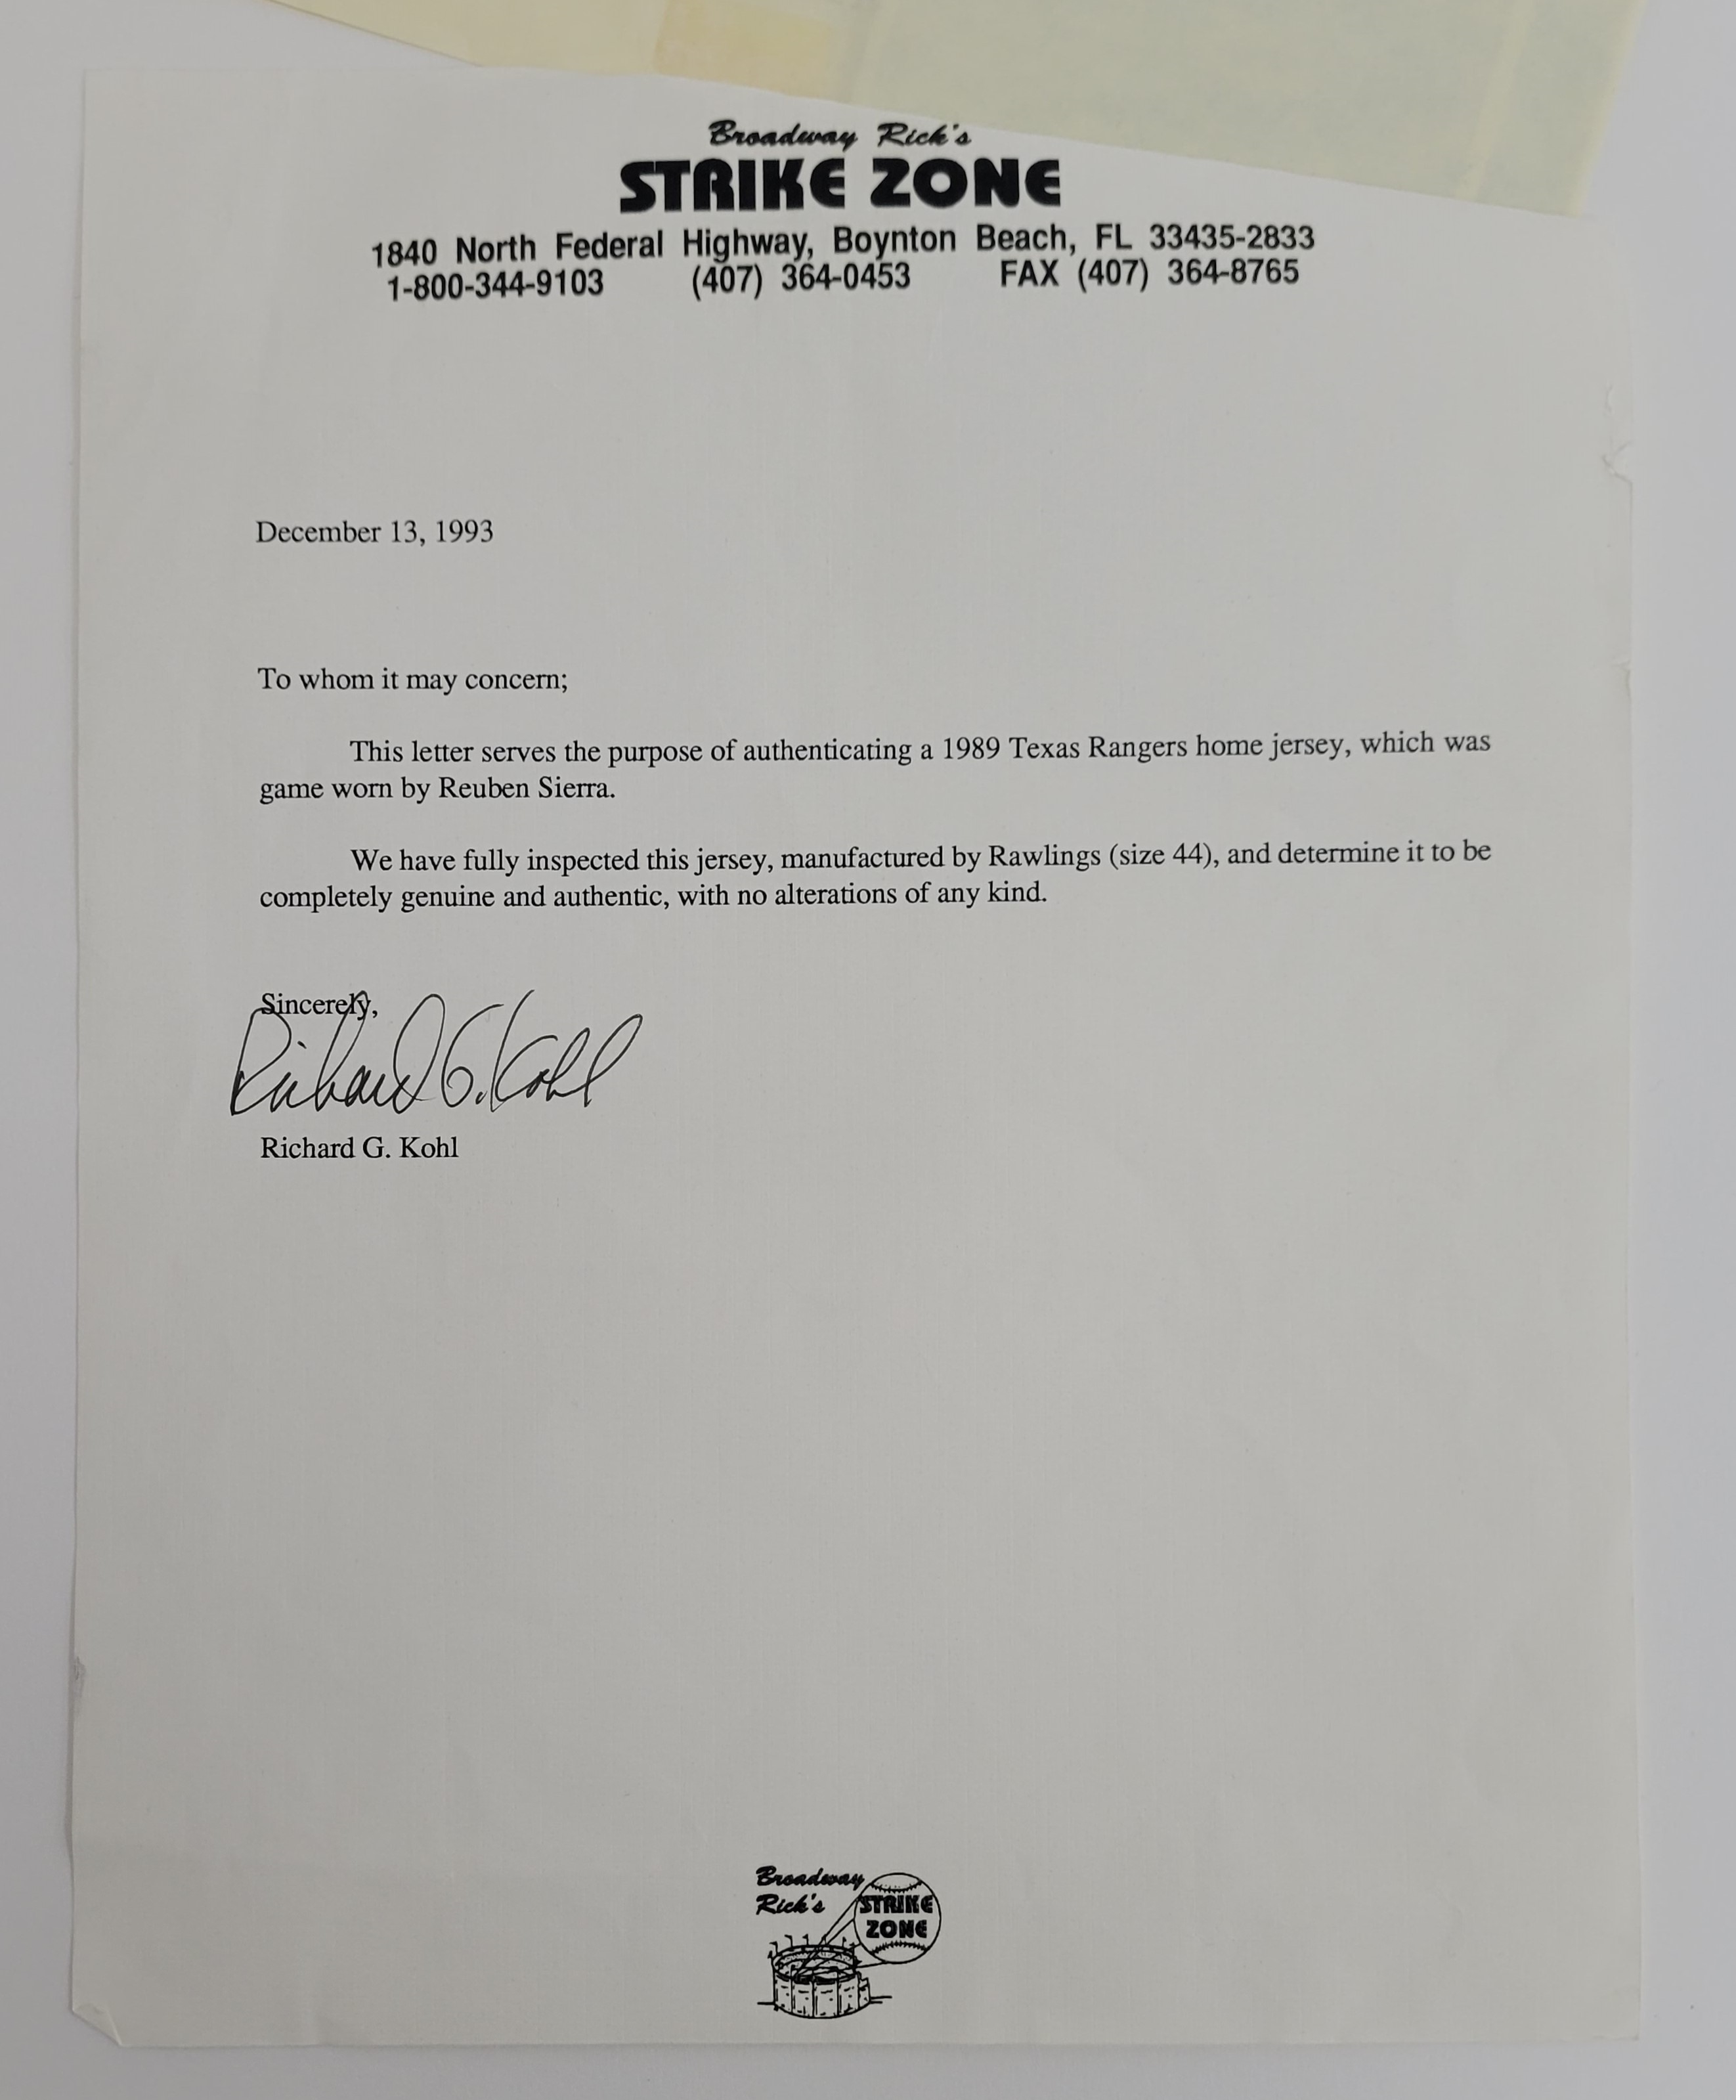 Broadway Rick's
STRIKE ZONE
1840 North Federal Highway, Boynton Beach, FL 33435-2833
1-800-344-9103 (407) 364-0453 FAX (407) 364-8765
December 13, 1993
To whom it may concern;
This letter serves the purpose of authenticating a 1989 Texas Rangers home jersey, which was
game worn by Reuben Sierra.
We have fully inspected this jersey, manufactured by Rawlings (size 44), and determine it to be
completely genuine and authentic, with no alterations of any kind.
Sincerely,
Richard G. Kohl
Richard G. Kohl
Broadway
Rick's
STRIKE
ZONE